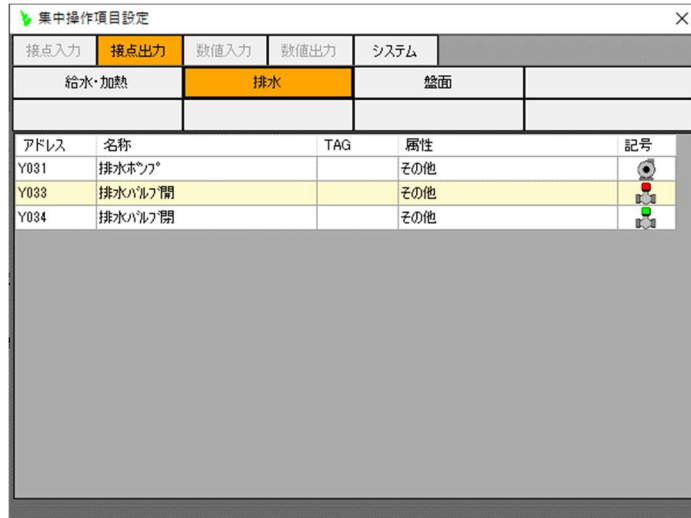 集中操作項目設定
接点入力 接点出力 数値入力 数値出力 システム
給水・加熱 排水 盤面
アドレス 名称 TAG 属性 記号
Y031 排水ﾎﾟﾝﾌﾟ その他
Y033 排水ﾊﾞﾙﾌﾞ開 その他
Y034 排水ﾊﾞﾙﾌﾞ閉 その他